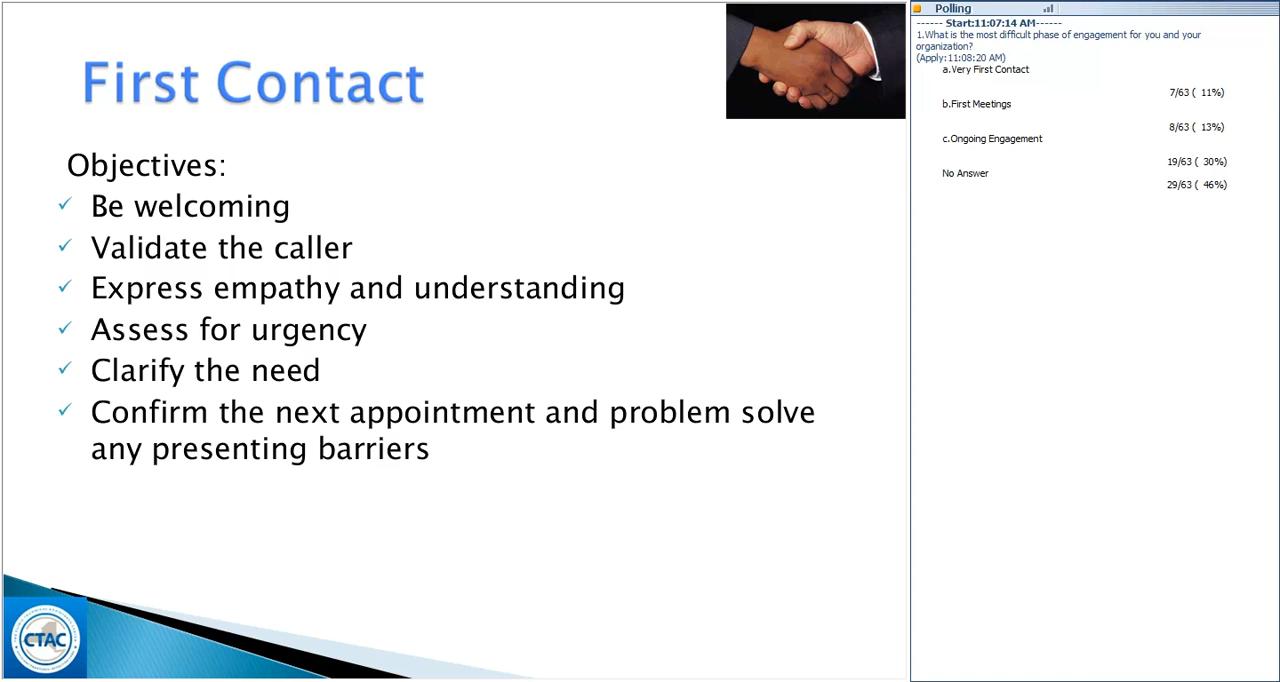 First Contact
Objectives:
✓ Be welcoming
✓ Validate the caller
✓ Express empathy and understanding
✓ Assess for urgency
✓ Clarify the need
✓ Confirm the next appointment and problem solve
any presenting barriers
CTAC
Polling
------ Start:11:07:14 AM------
1.What is the most difficult phase of engagement for you and your
organization?
(Apply:11:08:20 AM)
a.Very First Contact
7/63 ( 11%)
b.First Meetings
8/63 ( 13%)
c.Ongoing Engagement
19/63 ( 30%)
No Answer
29/63 ( 46%)